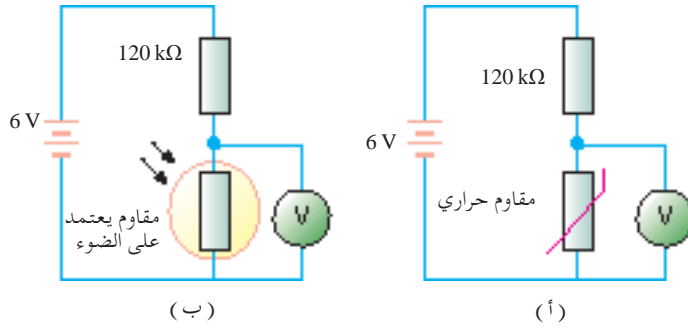 120 kΩ
6 V
مقاوم حراري
V
( أ )
120 kΩ
6 V
مقاوم يعتمد
على الضوء
V
( ب )